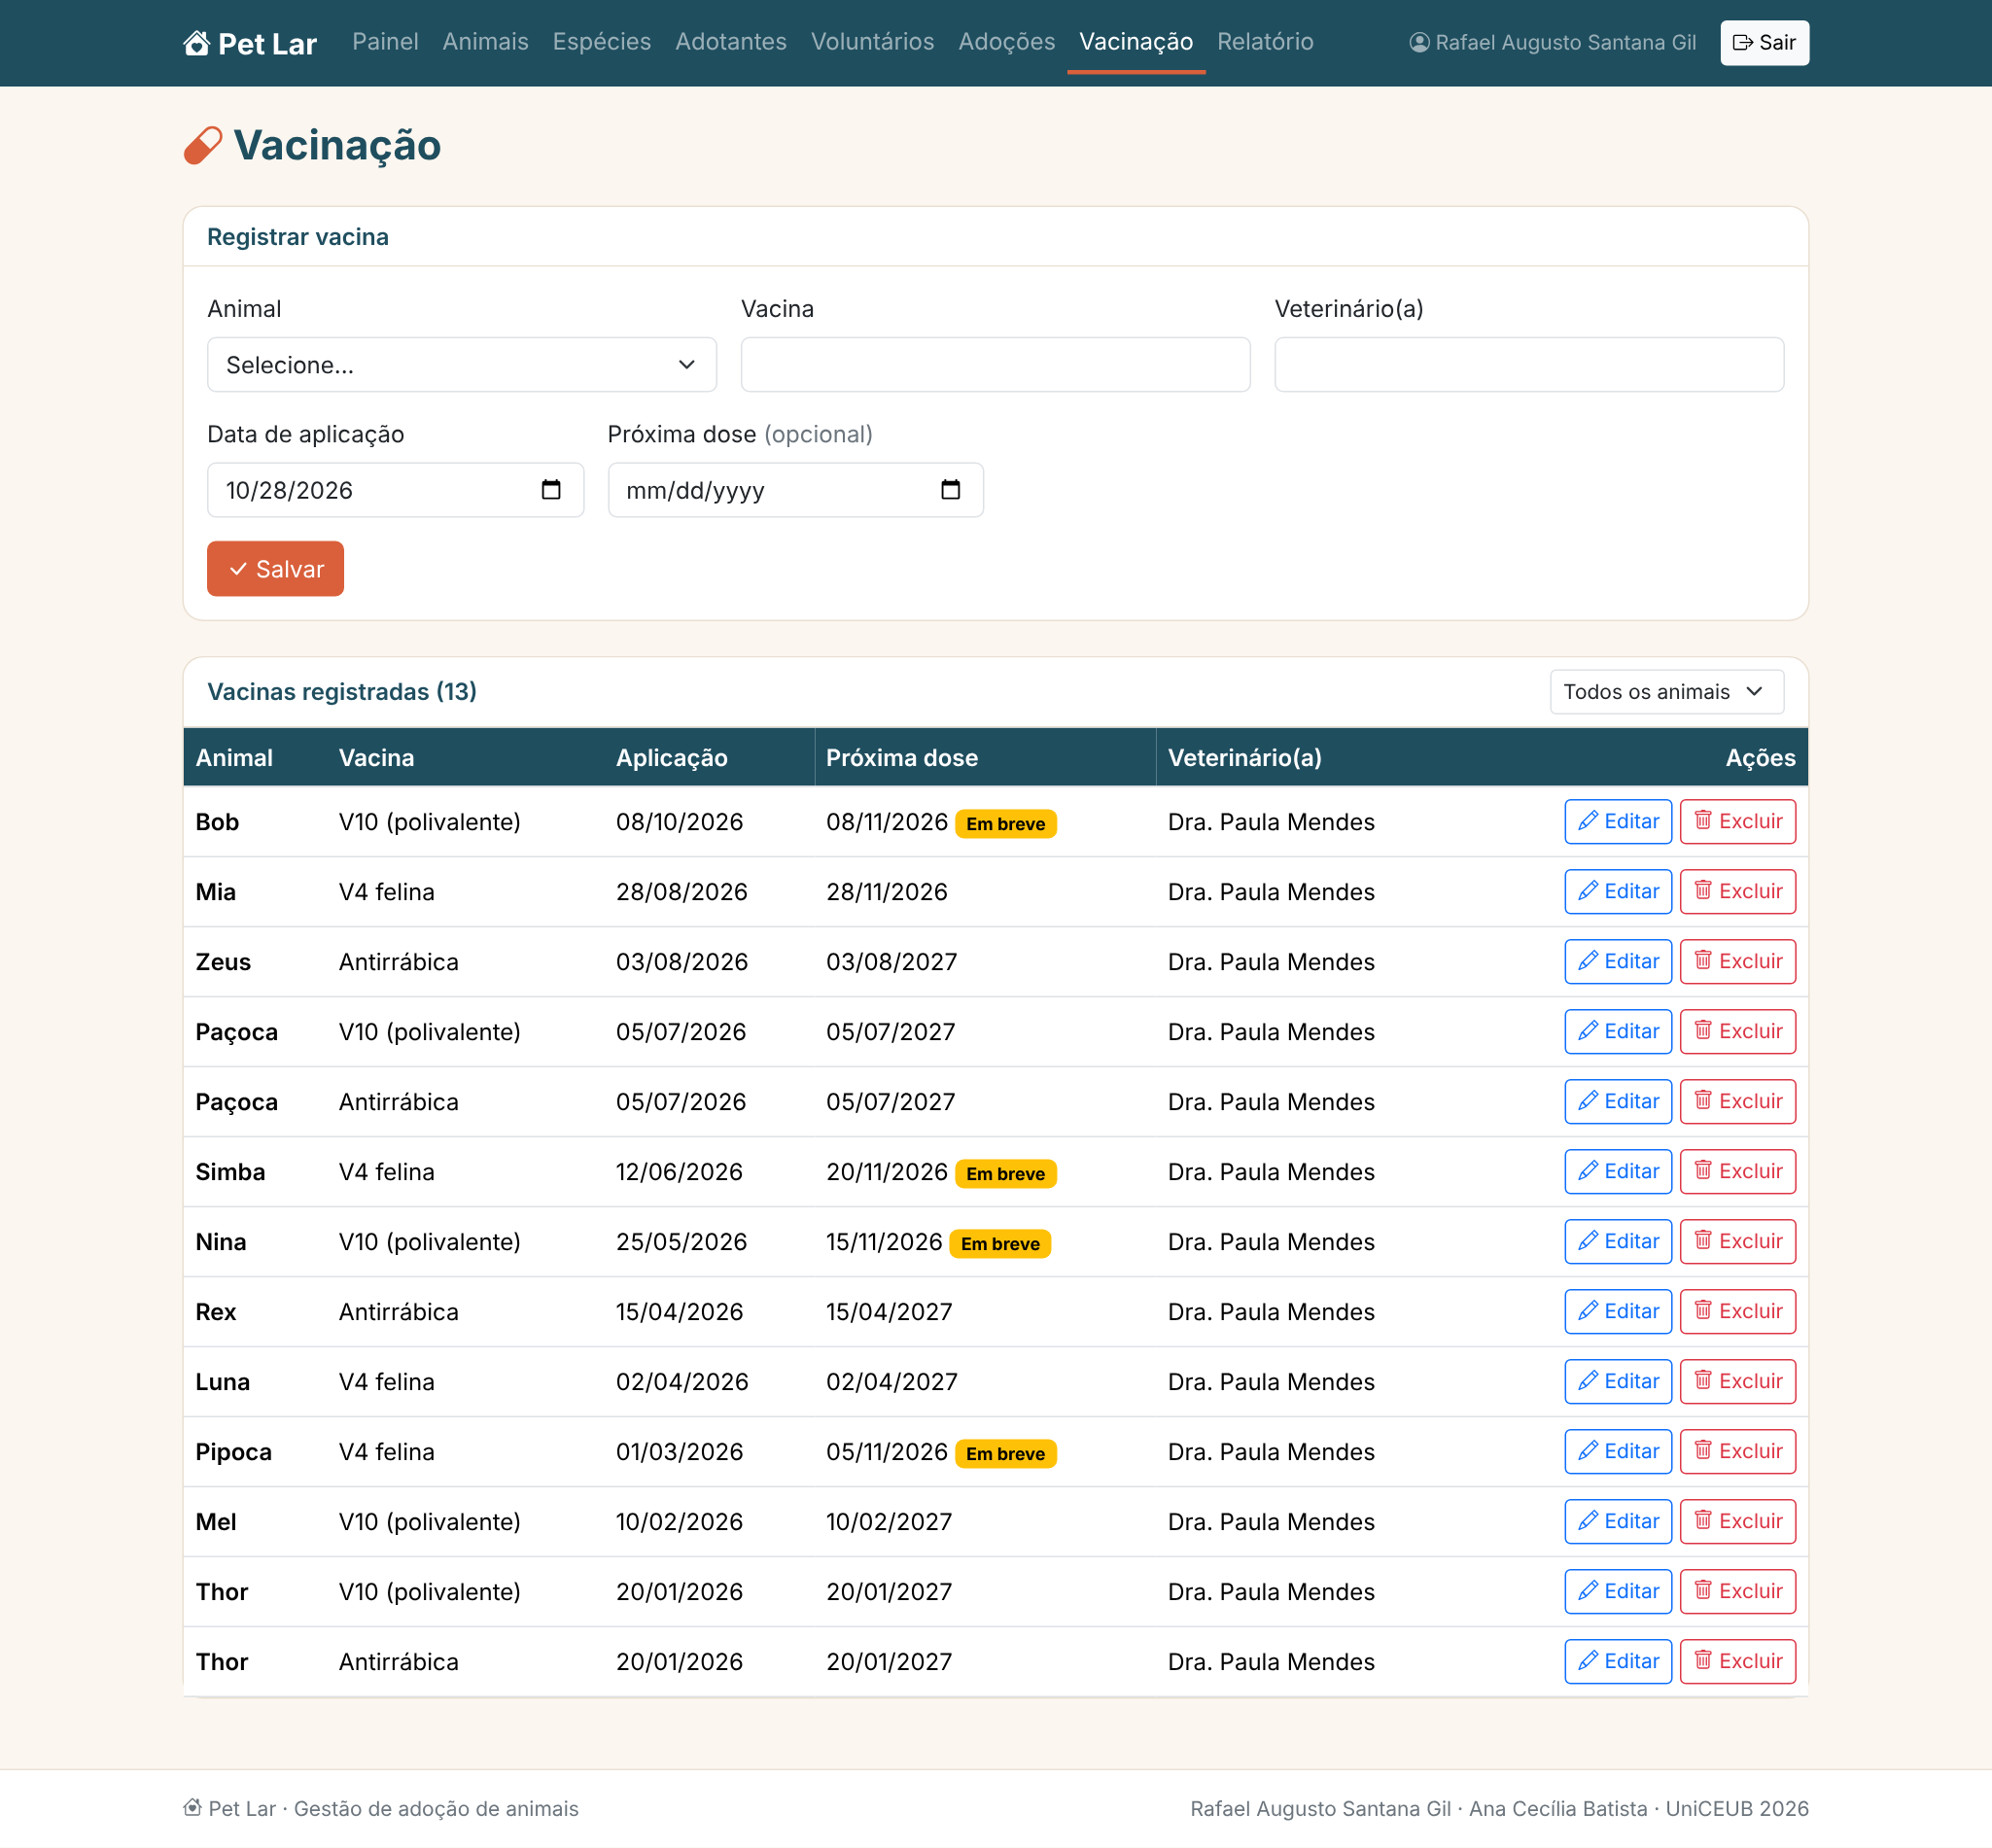 Pet Lar Painel Animais Espécies Adotantes Voluntários Adoções Vacinação Relatório Rafael Augusto Santana Gil Sair
Vacinação
Registrar vacina
Animal Vacina Veterinário(a)
Selecione...
Data de aplicação Próxima dose (opcional)
10/28/2026 mm/dd/yyyy
Salvar
Vacinas registradas (13) Todos os animais
Animal Vacina Aplicação Próxima dose Veterinário(a) Ações
Bob V10 (polivalente) 08/10/2026 08/11/2026 Em breve Dra. Paula Mendes Editar Excluir
Mia V4 felina 28/08/2026 28/11/2026 Dra. Paula Mendes Editar Excluir
Zeus Antirrábica 03/08/2026 03/08/2027 Dra. Paula Mendes Editar Excluir
Paçoca V10 (polivalente) 05/07/2026 05/07/2027 Dra. Paula Mendes Editar Excluir
Paçoca Antirrábica 05/07/2026 05/07/2027 Dra. Paula Mendes Editar Excluir
Simba V4 felina 12/06/2026 20/11/2026 Em breve Dra. Paula Mendes Editar Excluir
Nina V10 (polivalente) 25/05/2026 15/11/2026 Em breve Dra. Paula Mendes Editar Excluir
Rex Antirrábica 15/04/2026 15/04/2027 Dra. Paula Mendes Editar Excluir
Luna V4 felina 02/04/2026 02/04/2027 Dra. Paula Mendes Editar Excluir
Pipoca V4 felina 01/03/2026 05/11/2026 Em breve Dra. Paula Mendes Editar Excluir
Mel V10 (polivalente) 10/02/2026 10/02/2027 Dra. Paula Mendes Editar Excluir
Thor V10 (polivalente) 20/01/2026 20/01/2027 Dra. Paula Mendes Editar Excluir
Thor Antirrábica 20/01/2026 20/01/2027 Dra. Paula Mendes Editar Excluir
Pet Lar · Gestão de adoção de animais Rafael Augusto Santana Gil · Ana Cecília Batista · UniCEUB 2026